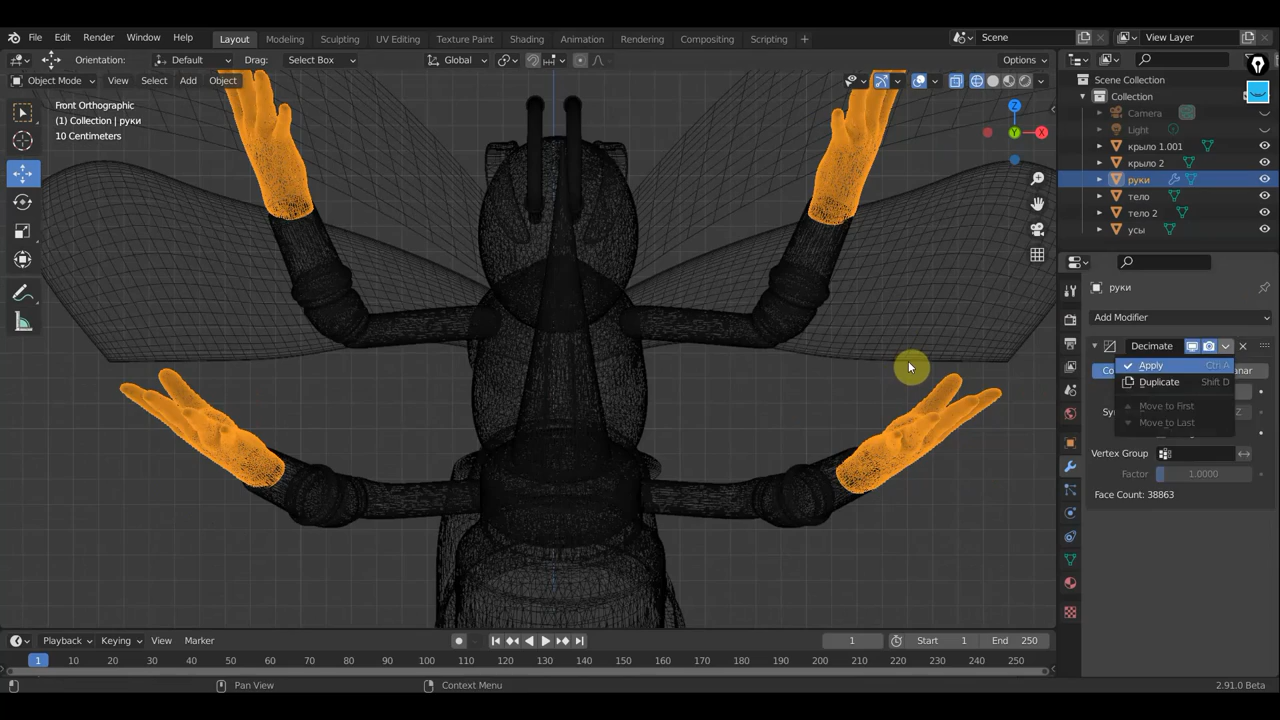 File Edit Render Window Help Layout Modeling Sculpting UV Editing Texture Paint Shading Animation Rendering Compositing Scripting + Scene View Layer
Orientation: Default Drag: Select Box Global Options
Object Mode View Select Add Object
Front Orthographic
(1) Collection | руки
10 Centimeters
Z
X
Y
Scene Collection
Collection
Camera
Light
крыло 1.001
крыло 2
руки
тело
тело 2
усы
руки
Add Modifier
Decimate
Apply Ctrl A
Duplicate Shift D
Move to First
Move to Last
Vertex Group
Factor 1.0000
Face Count: 38863
Playback Keying View Marker 1 Start 1 End 250
1 10 20 30 40 50 60 70 80 90 100 110 120 130 140 150 160 170 180 190 200 210 220 230 240 250
Pan View Context Menu 2.91.0 Beta